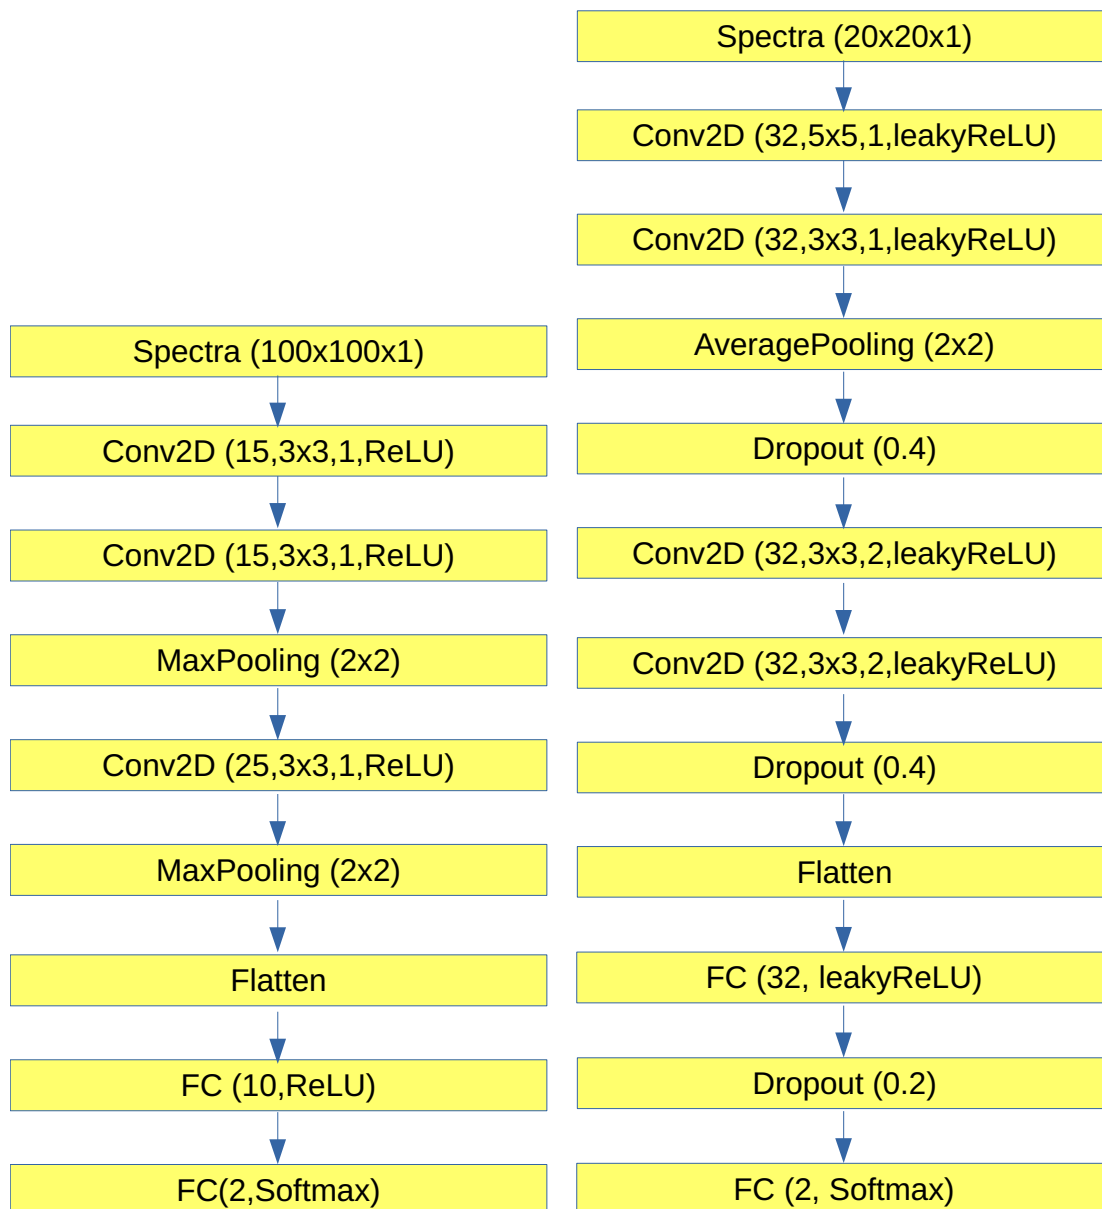 Spectra (100x100x1)
Conv2D (15,3x3,1,ReLU)
Conv2D (15,3x3,1,ReLU)
MaxPooling (2x2)
Conv2D (25,3x3,1,ReLU)
MaxPooling (2x2)
Flatten
FC (10,ReLU)
FC(2,Softmax)
Spectra (20x20x1)
Conv2D (32,5x5,1,leakyReLU)
Conv2D (32,3x3,1,leakyReLU)
AveragePooling (2x2)
Dropout (0.4)
Conv2D (32,3x3,2,leakyReLU)
Conv2D (32,3x3,2,leakyReLU)
Dropout (0.4)
Flatten
FC (32, leakyReLU)
Dropout (0.2)
FC (2, Softmax)